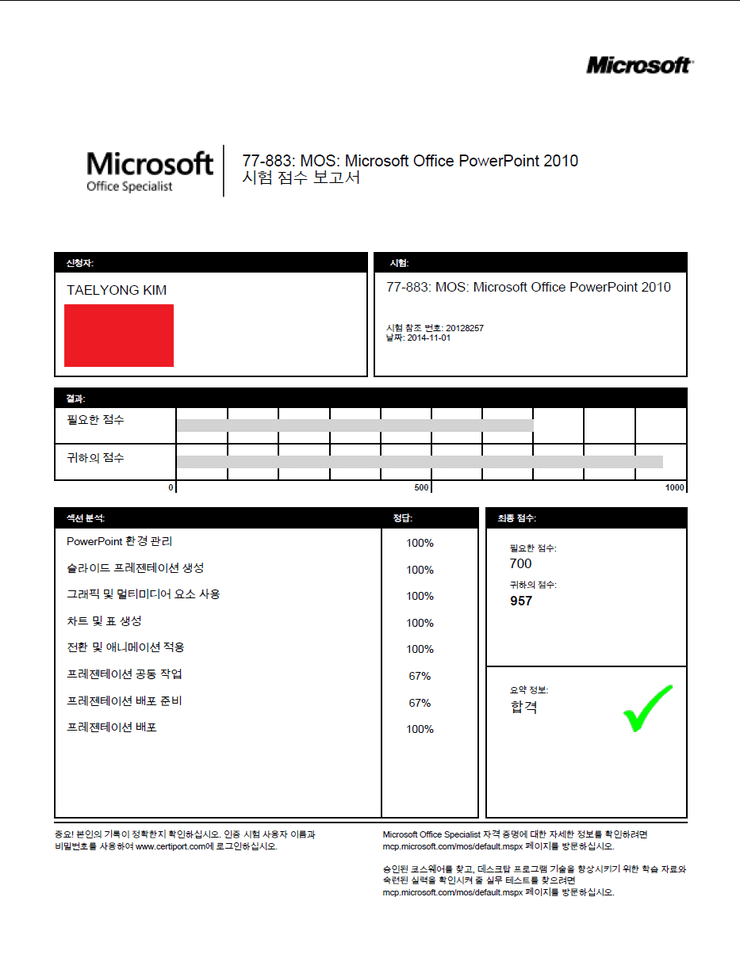 Microsoft
Microsoft
Office Specialist
77-883: MOS: Microsoft Office PowerPoint 2010
시험 점수 보고서
신청자:
TAELYONG KIM
시험:
77-883: MOS: Microsoft Office PowerPoint 2010
시험 참조 번호: 20128257
날짜: 2014-11-01
결과:
필요한 점수
귀하의 점수
0 500 1000
섹션 분석: 정답:
PowerPoint 환경 관리 100%
슬라이드 프레젠테이션 생성 100%
그래픽 및 멀티미디어 요소 사용 100%
차트 및 표 생성 100%
전환 및 애니메이션 적용 100%
프레젠테이션 공동 작업 67%
프레젠테이션 배포 준비 67%
프레젠테이션 배포 100%
최종 점수:
필요한 점수:
700
귀하의 점수:
957
요약 정보:
합격
중요! 본인의 기록이 정확한지 확인하십시오. 인증 시험 사용자 이름과
비밀번호를 사용하여 www.certiport.com에 로그인하십시오.
Microsoft Office Specialist 자격 증명에 대한 자세한 정보를 확인하려면
mcp.microsoft.com/mos/default.mspx 페이지를 방문하십시오.
승인된 코스웨어를 찾고, 데스크탑 프로그램 기술을 향상시키기 위한 학습 자료와
숙련된 실력을 확인시켜 줄 실무 테스트를 찾으려면
mcp.microsoft.com/mos/default.mspx 페이지를 방문하십시오.